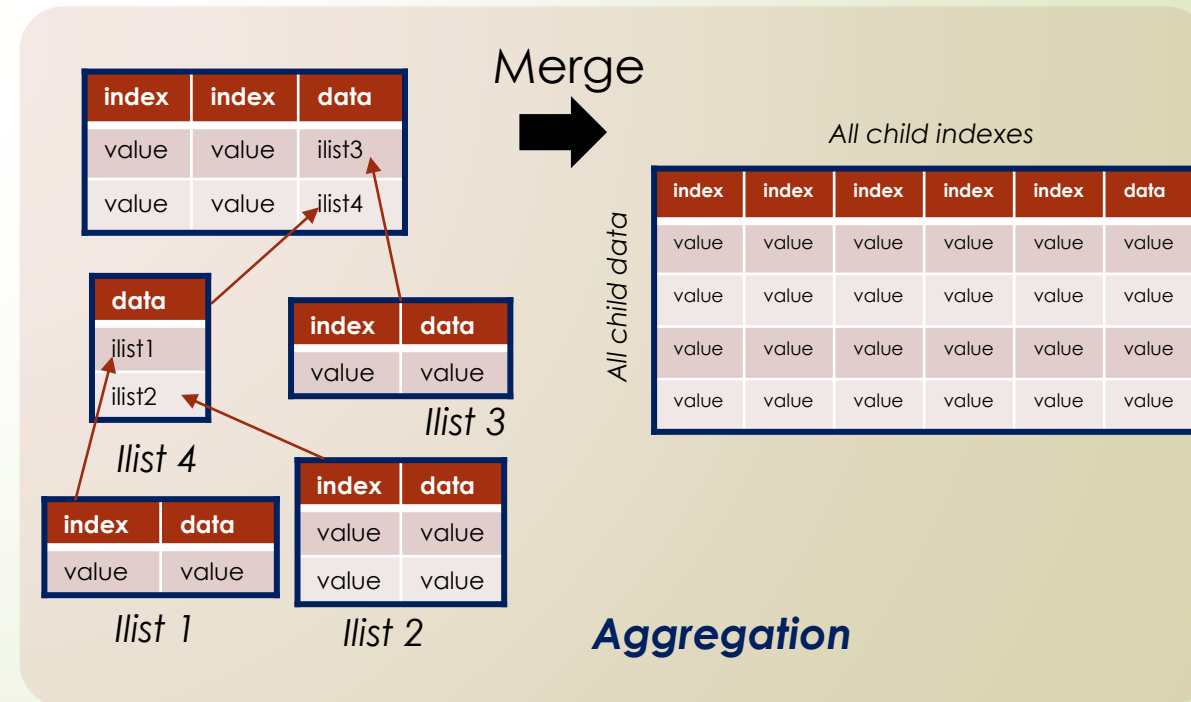 Merge
index index data
value value ilist3
value value ilist4
data
ilist1
ilist2
Ilist 4
index data
value value
Ilist 3
index data
value value
Ilist 1
index data
value value
value value
Ilist 2
All child indexes
All child data
index index index index index data
value value value value value value
value value value value value value
value value value value value value
value value value value value value
Aggregation